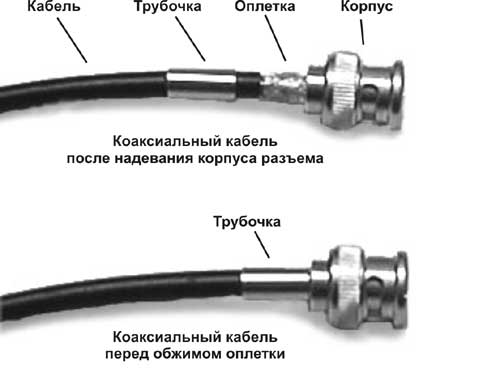 Кабель Трубочка Оплетка Корпус
Коаксиальный кабель
после надевания корпуса разъема
Трубочка
Коаксиальный кабель
перед обжимом оплетки